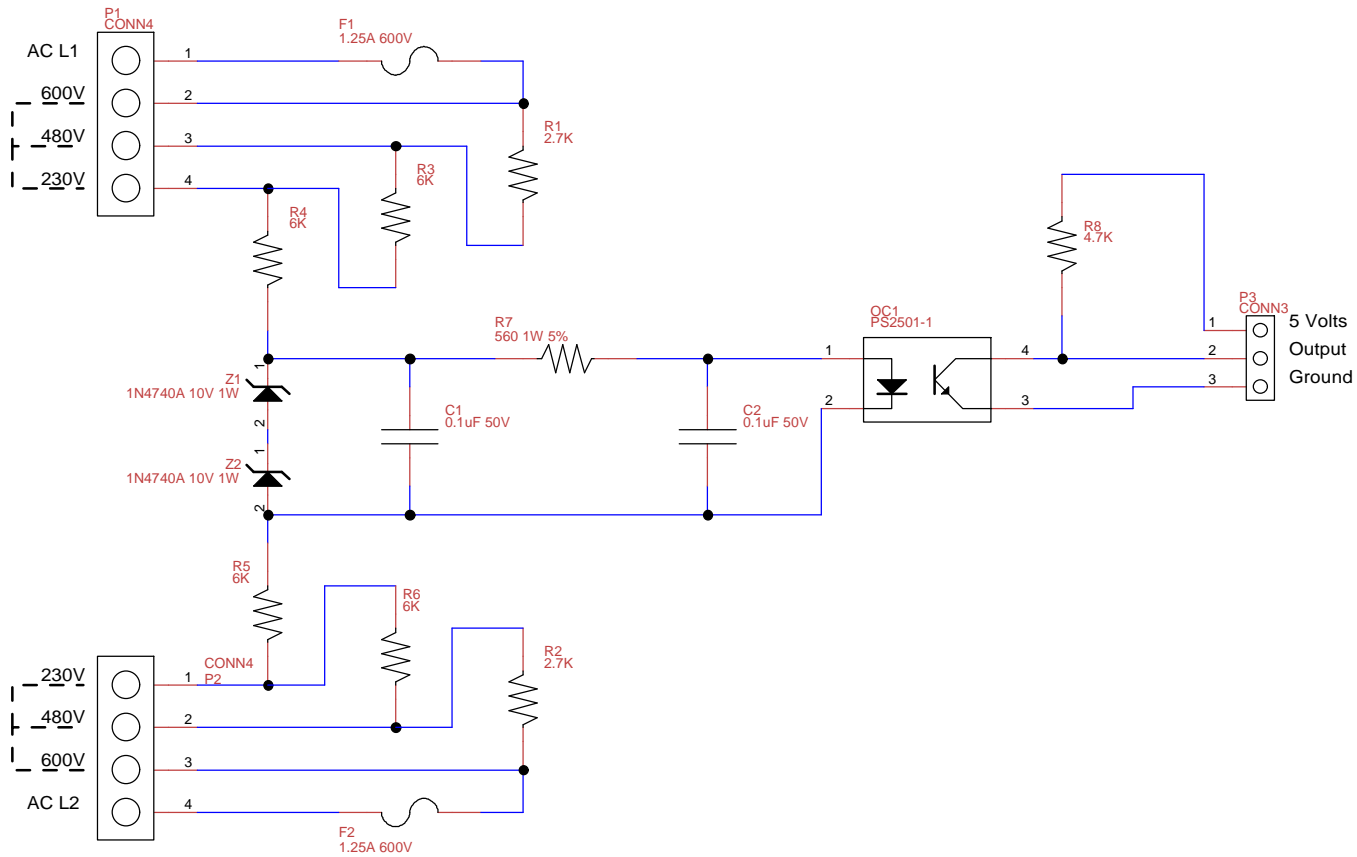 P1
CONN4
AC L1
600V
480V
230V
1
2
3
4
F1
1.25A 600V
R1
2.7K
R3
6K
R4
6K
R8
4.7K
R7
560 1W 5%
OC1
PS2501-1
1
2
4
3
P3
CONN3
1
2
3
5 Volts
Output
Ground
1
Z1
1N4740A 10V 1W
2
1
Z2
1N4740A 10V 1W
2
C1
0.1uF 50V
C2
0.1uF 50V
R5
6K
R6
6K
R2
2.7K
CONN4
P2
230V
480V
600V
AC L2
1
2
3
4
F2
1.25A 600V